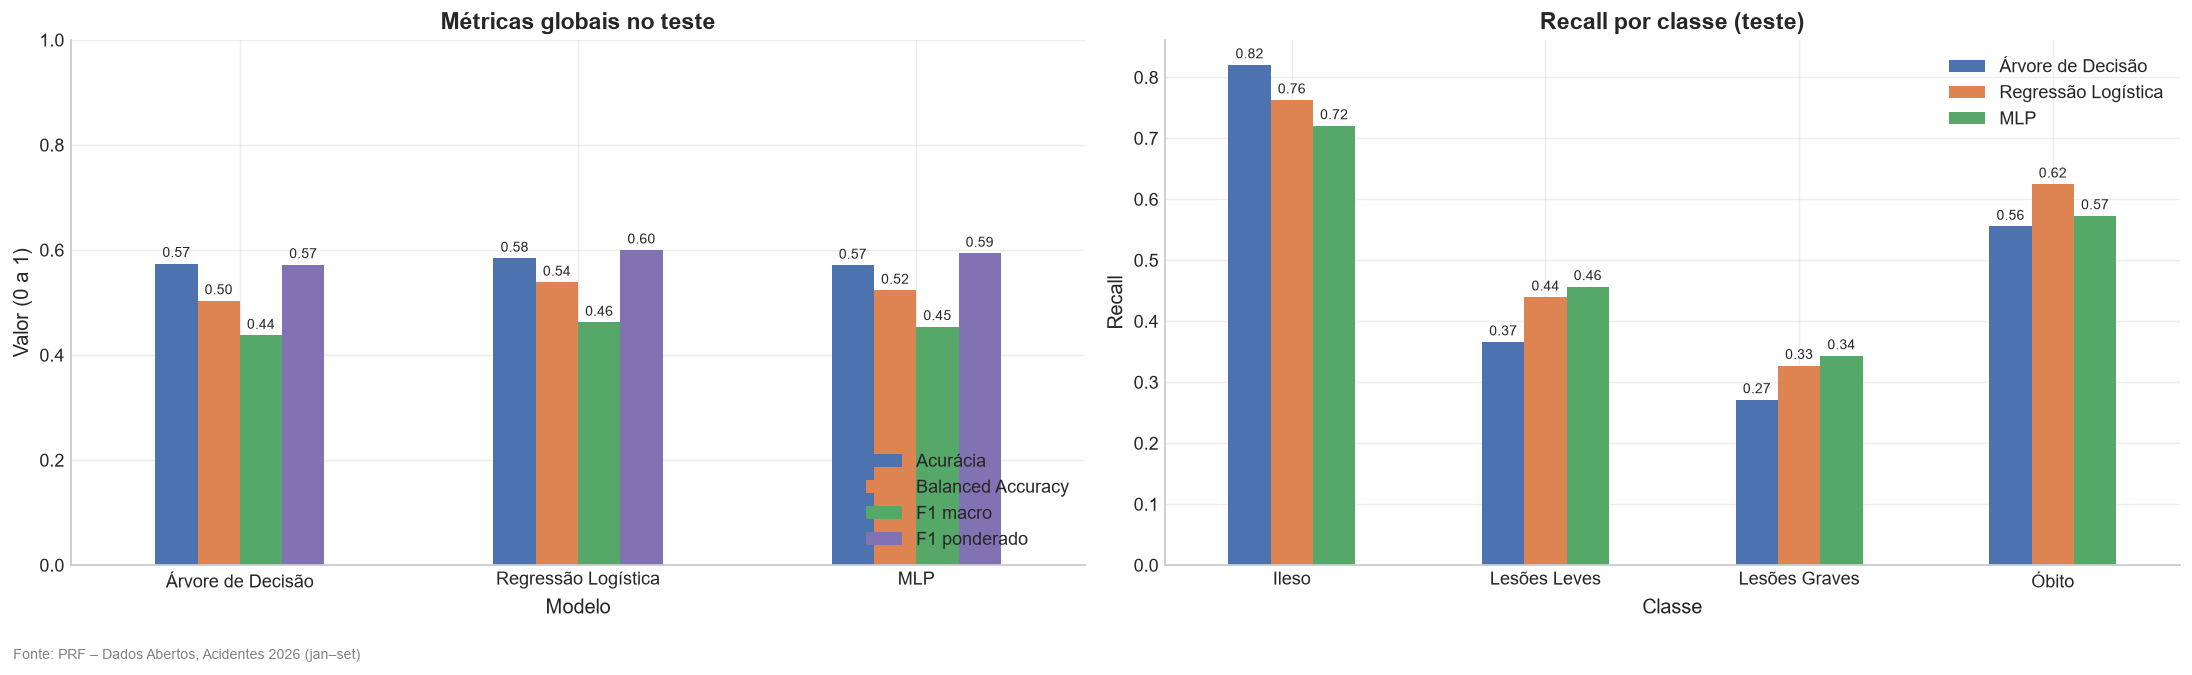 Métricas globais no teste
1.0
0.8
0.6
0.4
0.2
0.0
Valor (0 a 1)
0.57
0.50
0.44
0.57
0.58
0.54
0.46
0.60
0.57
0.52
0.45
0.59
Acurácia
Balanced Accuracy
F1 macro
F1 ponderado
Árvore de Decisão
Regressão Logística
MLP
Modelo
Recall por classe (teste)
0.8
0.7
0.6
0.5
0.4
0.3
0.2
0.1
0.0
Recall
0.82
0.76
0.72
0.37
0.44
0.46
0.27
0.33
0.34
0.56
0.62
0.57
Árvore de Decisão
Regressão Logística
MLP
Ileso
Lesões Leves
Lesões Graves
Óbito
Classe
Fonte: PRF – Dados Abertos, Acidentes 2026 (jan–set)